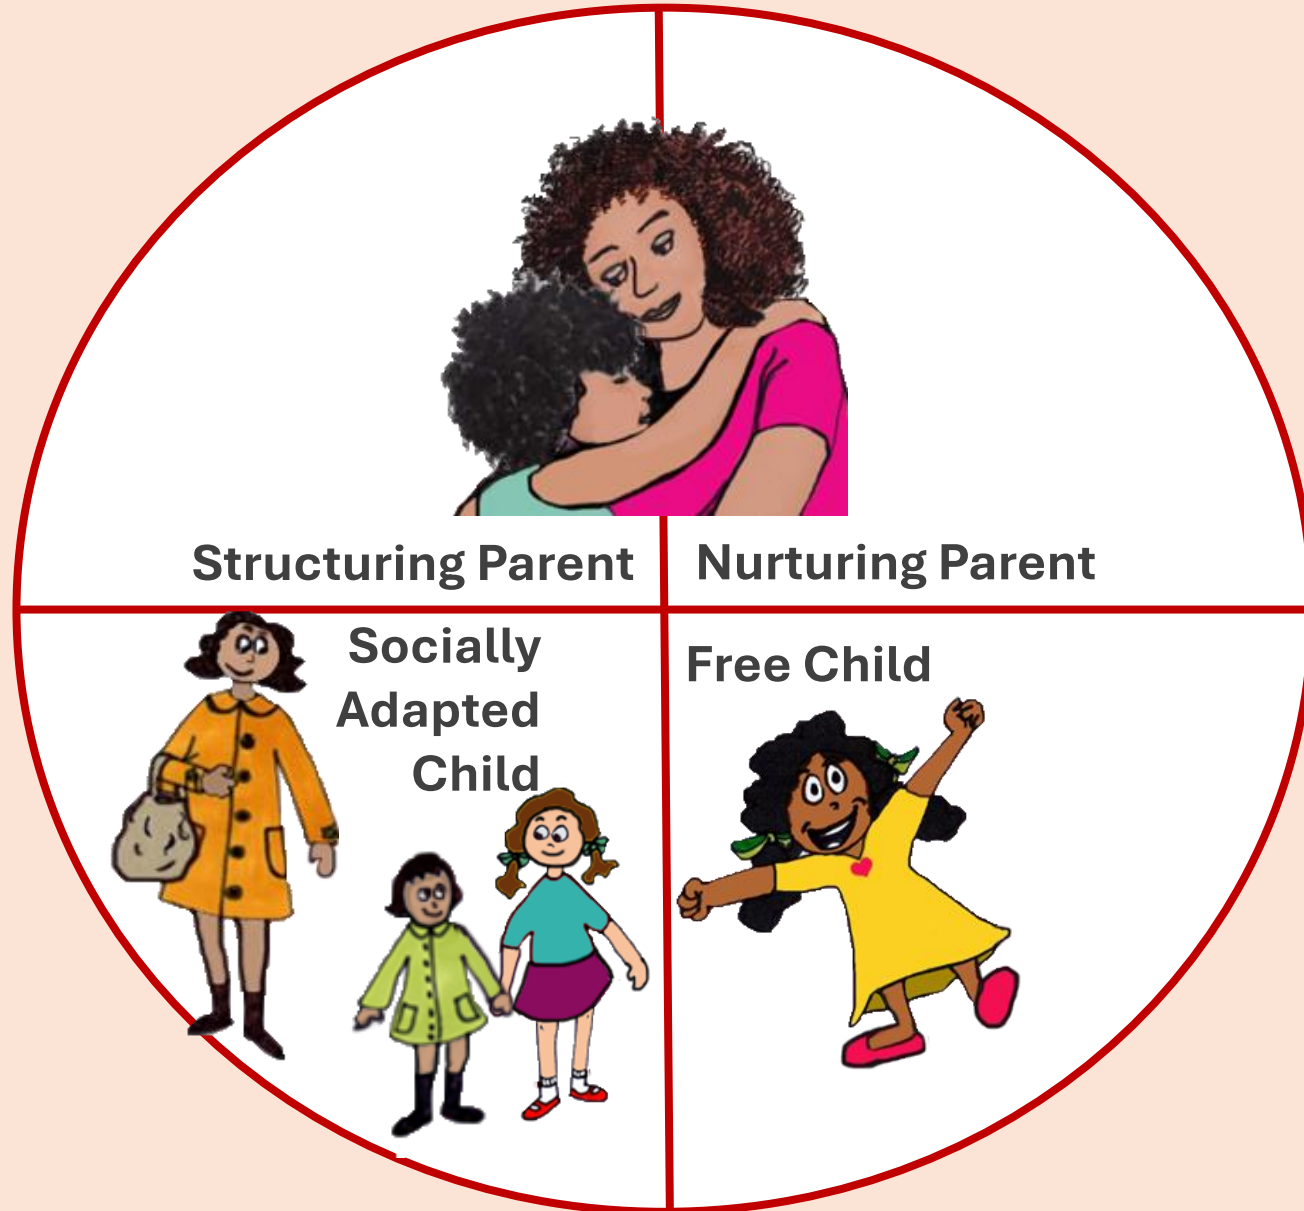 Structuring Parent
Nurturing Parent
Socially
Adapted
Child
Free Child